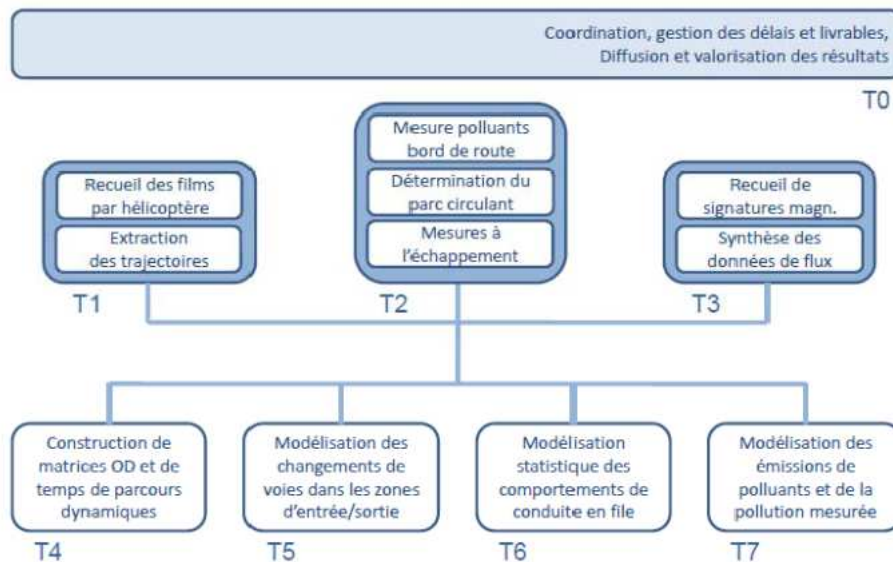 Coordination, gestion des délais et livrables,
Diffusion et valorisation des résultats
T0
Recueil des films
par hélicoptère
Extraction
des trajectoires
T1
Mesure polluants
bord de route
Détermination du
parc circulant
Mesures à
l'échappement
T2
Recueil de
signatures magn.
Synthèse des
données de flux
T3
Construction de
matrices OD et de
temps de parcours
dynamiques
T4
Modélisation des
changements de
voies dans les zones
d'entrée/sortie
T5
Modélisation
statistique des
comportements de
conduite en file
T6
Modélisation des
émissions de
polluants et de la
pollution mesurée
T7